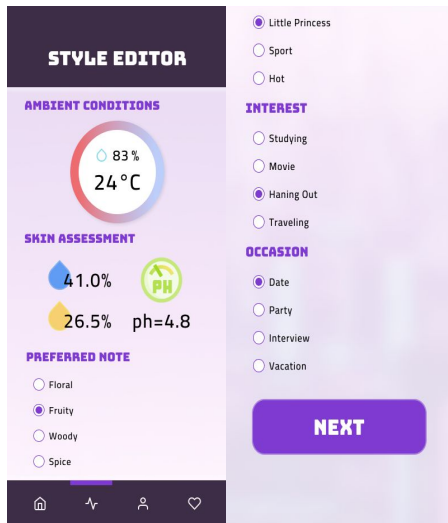 STYLE EDITOR
AMBIENT CONDITIONS
83 %
24°C
SKIN ASSESSMENT
41.0%
PH
26.5%
ph=4.8
PREFERRED NOTE
Floral
Fruity
Woody
Spice
Little Princess
Sport
Hot
INTEREST
Studying
Movie
Haning Out
Traveling
OCCASION
Date
Party
Interview
Vacation
NEXT